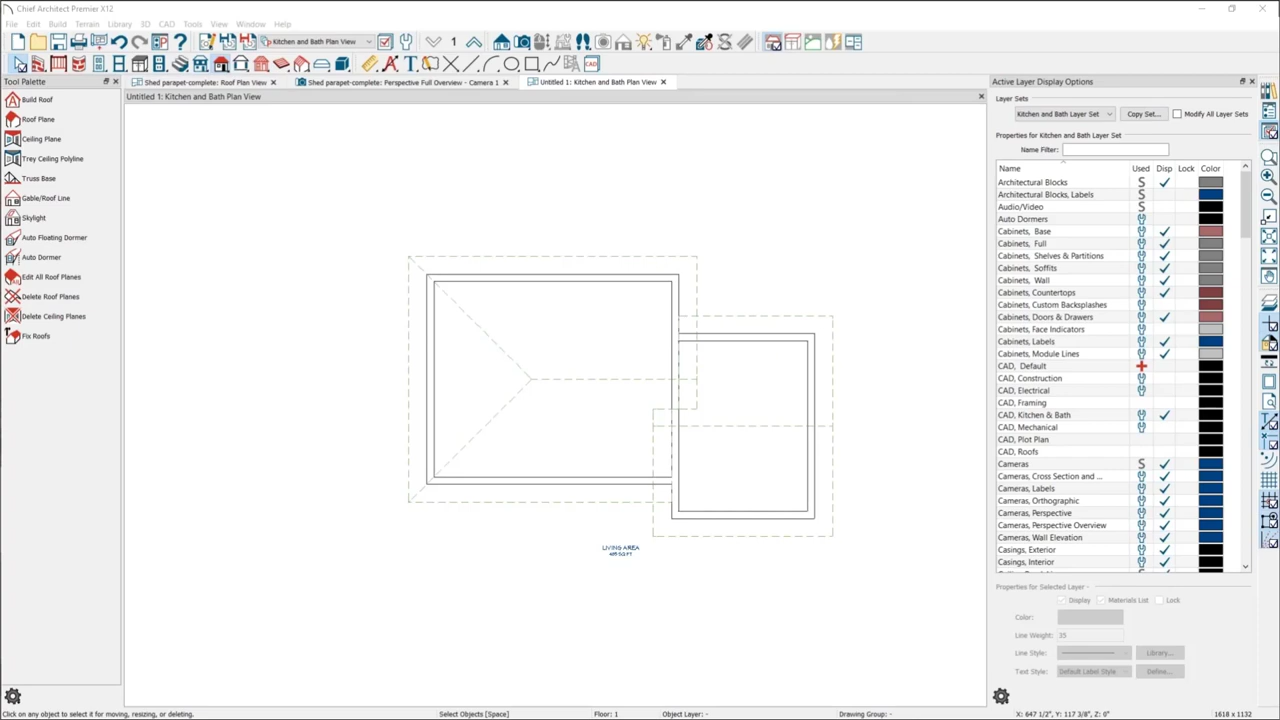 Chief Architect Premier X12
File Edit Build Terrain Library 3D CAD Tools Sills View Window Help
Kitchen and Bath Plan View 1
Tool Palette
Shed parapet-complete: Roof Plan View
Shed parapet-complete: Perspective Full Overview - Camera 1
Untitled 1: Kitchen and Bath Plan View
Untitled 1: Kitchen and Bath Plan View
Build Roof
Roof Plane
Ceiling Plane
Trey Ceiling Polyline
Truss Base
Gable/Roof Line
Skylight
Auto Floating Dormer
Auto Dormer
Edit All Roof Planes
Delete Roof Planes
Delete Ceiling Planes
Fix Roofs
LIVING AREA
Active Layer Display Options
Layer Sets
Kitchen and Bath Layer Set Copy Set... Modify All Layer Sets
Properties for Kitchen and Bath Layer Set
Name Filter:
Name Used Disp Lock Color
Architectural Blocks S
Architectural Blocks, Labels S
Audio/Video S
Auto Dormers
Cabinets, Base
Cabinets, Full
Cabinets, Shelves & Partitions
Cabinets, Soffits
Cabinets, Wall
Cabinets, Countertops
Cabinets, Custom Backsplashes
Cabinets, Doors & Drawers
Cabinets, Face Indicators
Cabinets, Labels
Cabinets, Module Lines
CAD, Default
CAD, Construction
CAD, Electrical
CAD, Framing
CAD, Kitchen & Bath
CAD, Mechanical
CAD, Plot Plan
CAD, Roofs
Cameras S
Cameras, Cross Section and ...
Cameras, Labels
Cameras, Orthographic
Cameras, Perspective
Cameras, Perspective Overview
Cameras, Wall Elevation
Casings, Exterior
Casings, Interior
Properties for Selected Layer -
Display Materials List Lock
Color:
Line Weight: 35
Line Style: Library...
Text Style: Default Label Style Define...
Click on any object to select it for moving, resizing, or deleting. Select Objects [Space] Floor: 1 Object Layer: - Drawing Group: - X: 647 1/2", Y: 117 3/8", Z: 0" 1618 x 1132